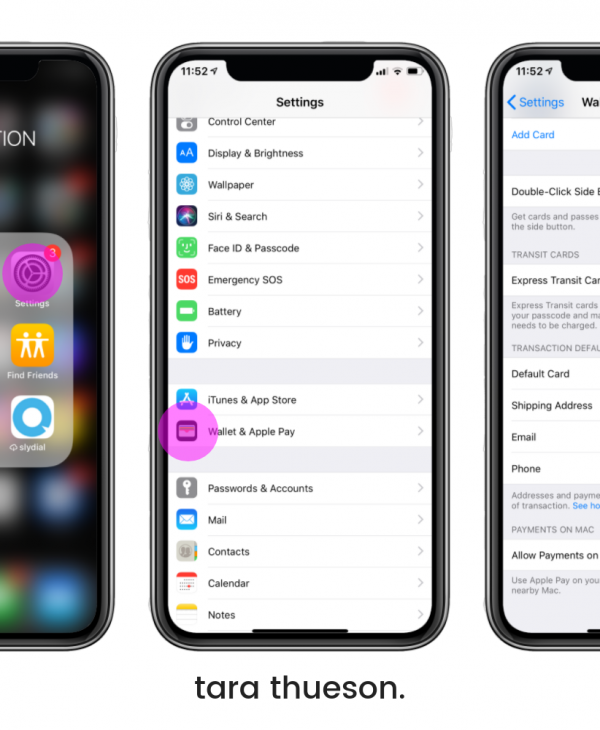 TION
3
Settings
Find Friends
slydial
11:52
Settings
Control Center
Display & Brightness
Wallpaper
Siri & Search
Face ID & Passcode
SOS Emergency SOS
Battery
Privacy
iTunes & App Store
Wallet & Apple Pay
Passwords & Accounts
Mail
Contacts
Calendar
Notes
11:52
Settings Wa
Add Card
Double-Click Side B
Get cards and passes
the side button.
TRANSIT CARDS
Express Transit Car
Express Transit cards
your passcode and ma
needs to be charged.
TRANSACTION DEFAU
Default Card
Shipping Address
Email
Phone
Addresses and payme
of transaction. See ho
PAYMENTS ON MAC
Allow Payments on
Use Apple Pay on you
nearby Mac.
tara thueson.